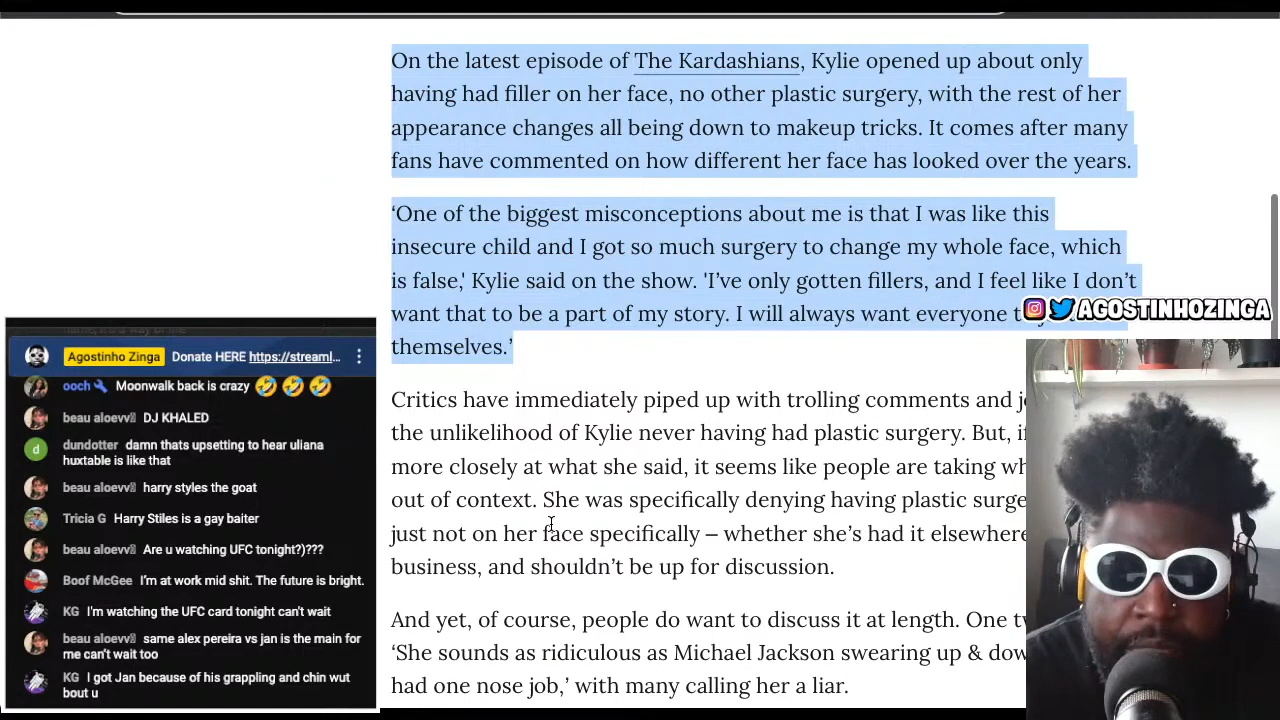 On the latest episode of The Kardashians, Kylie opened up about only
having had filler on her face, no other plastic surgery, with the rest of her
appearance changes all being down to makeup tricks. It comes after many
fans have commented on how different her face has looked over the years.
‘One of the biggest misconceptions about me is that I was like this
insecure child and I got so much surgery to change my whole face, which
is false,' Kylie said on the show. 'I’ve only gotten fillers, and I feel like I don’t
want that to be a part of my story. I will always want everyone
themselves.’
Critics have immediately piped up with trolling comments and
the unlikelihood of Kylie never having had plastic surgery. But,
more closely at what she said, it seems like people are taking
out of context. She was specifically denying having plastic
just not on her face specifically – whether she’s had it elsewhere
business, and shouldn’t be up for discussion.
And yet, of course, people do want to discuss it at length. One
‘She sounds as ridiculous as Michael Jackson swearing up &
had one nose job,’ with many calling her a liar.
AGOSTINHOZINGA
Agostinho Zinga Donate HERE https://streaml...
ooch Moonwalk back is crazy 🤣 🤣 🤣
beau aloevv DJ KHALED
dundotter damn thats upsetting to hear uliana
huxtable is like that
beau aloevv harry styles the goat
Tricia G Harry Stiles is a gay baiter
beau aloevv Are u watching UFC tonight?)???
Boof McGee I’m at work mid shit. The future is bright.
KG I'm watching the UFC card tonight can't wait
beau aloevv same alex pereira vs jan is the main for
me can’t wait too
KG I got Jan because of his grappling and chin wut
bout u